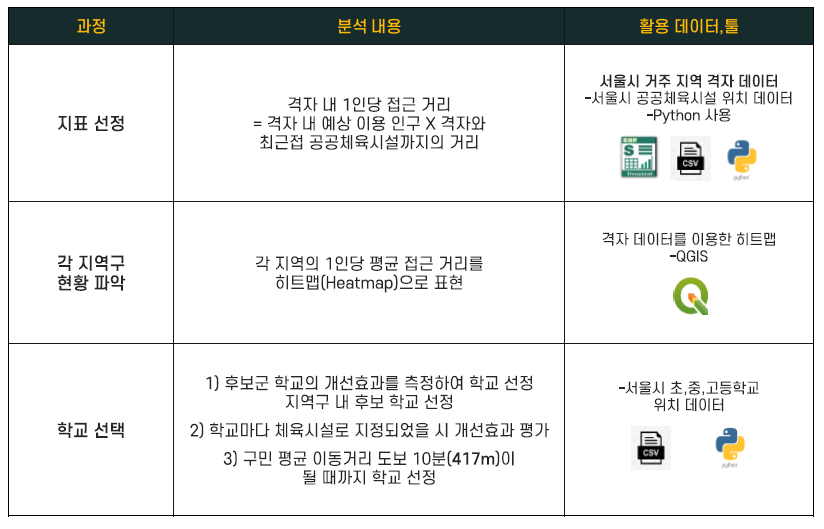 과정
분석 내용
활용 데이터,툴
지표 선정
격자 내 1인당 접근 거리
= 격자 내 예상 이용 인구 X 격자와
최근접 공공체육시설까지의 거리
서울시 거주 지역 격자 데이터
-서울시 공공체육시설 위치 데이터
-Python 사용
SHP
S
Document
CSV
python
각 지역구
현황 파악
각 지역의 1인당 평균 접근 거리를
히트맵(Heatmap)으로 표현
격자 데이터를 이용한 히트맵
-QGIS
학교 선택
1) 후보군 학교의 개선효과를 측정하여 학교 선정
지역구 내 후보 학교 선정
2) 학교마다 체육시설로 지정되었을 시 개선효과 평가
3) 구민 평균 이동거리 도보 10분(417m)이
될 때까지 학교 선정
-서울시 초,중,고등학교
위치 데이터
CSV
python